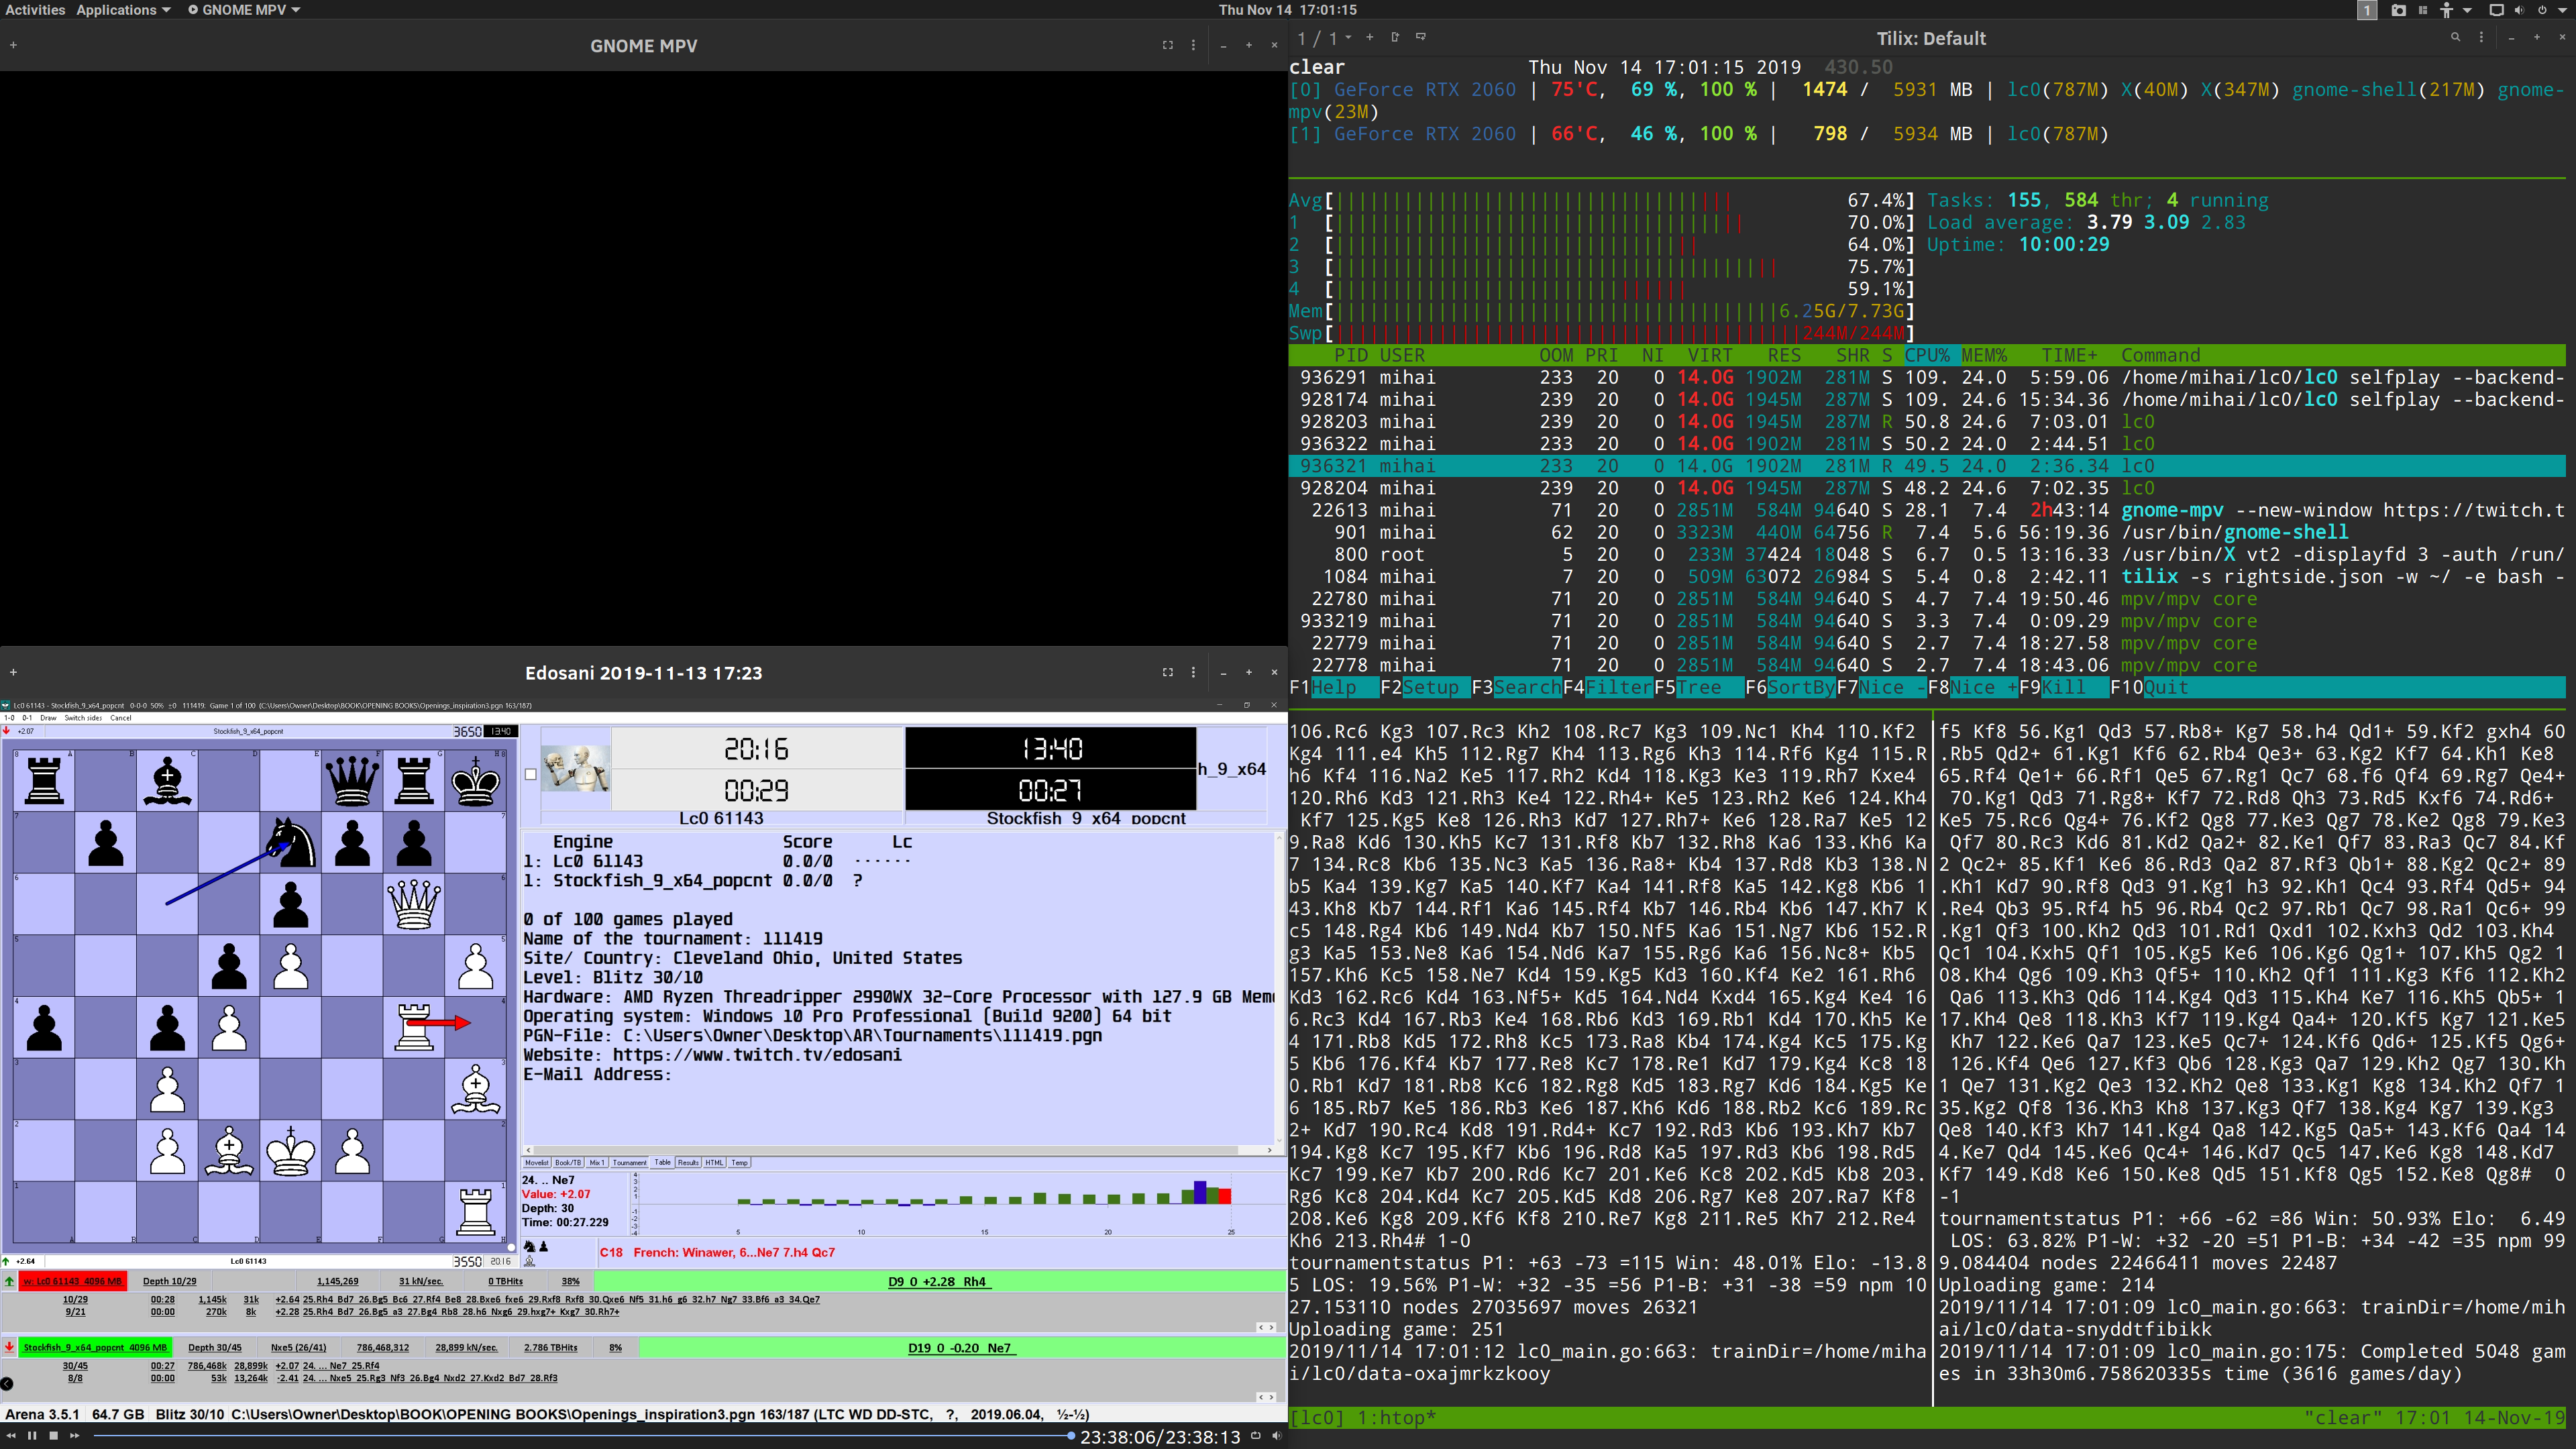 Activities Applications GNOME MPV Thu Nov 14 17:01:15 1
GNOME MPV
1 / 1 Tilix: Default
clear Thu Nov 14 17:01:15 2019 430.50
[0] GeForce RTX 2060 | 75'C, 69 %, 100 % | 1474 / 5931 MB | lc0(787M) X(40M) X(347M) gnome-shell(217M) gnome-
mpv(23M)
[1] GeForce RTX 2060 | 66'C, 46 %, 100 % | 798 / 5934 MB | lc0(787M)
Avg[ 67.4%] Tasks: 155, 584 thr; 4 running
1 [ 70.0%] Load average: 3.79 3.09 2.83
2 [ 64.0%] Uptime: 10:00:29
3 [ 75.7%]
4 [ 59.1%]
Mem[ 6.25G/7.73G]
Swp[ 244M/244M]
PID USER OOM PRI NI VIRT RES SHR S CPU% MEM% TIME+ Command
936291 mihai 233 20 0 14.0G 1902M 281M S 109. 24.0 5:59.06 /home/mihai/lc0/lc0 selfplay --backend-
928174 mihai 239 20 0 14.0G 1945M 287M S 109. 24.6 15:34.36 /home/mihai/lc0/lc0 selfplay --backend-
928203 mihai 239 20 0 14.0G 1945M 287M R 50.8 24.6 7:03.01 lc0
936322 mihai 233 20 0 14.0G 1902M 281M S 50.2 24.0 2:44.51 lc0
936321 mihai 233 20 0 14.0G 1902M 281M R 49.5 24.0 2:36.34 lc0
928204 mihai 239 20 0 14.0G 1945M 287M S 48.2 24.6 7:02.35 lc0
22613 mihai 71 20 0 2851M 584M 94640 S 28.1 7.4 2h43:14 gnome-mpv --new-window https://twitch.t
901 mihai 62 20 0 3323M 440M 64756 R 7.4 5.6 56:19.36 /usr/bin/gnome-shell
800 root 5 20 0 233M 37424 18048 S 6.7 0.5 13:16.33 /usr/bin/X vt2 -displayfd 3 -auth /run/
1084 mihai 7 20 0 509M 63072 26984 S 5.4 0.8 2:42.11 tilix -s rightside.json -w ~/ -e bash -
22780 mihai 71 20 0 2851M 584M 94640 S 4.7 7.4 19:50.46 mpv/mpv core
933219 mihai 71 20 0 2851M 584M 94640 S 3.3 7.4 0:09.29 mpv/mpv core
22779 mihai 71 20 0 2851M 584M 94640 S 2.7 7.4 18:27.58 mpv/mpv core
22778 mihai 71 20 0 2851M 584M 94640 S 2.7 7.4 18:43.06 mpv/mpv core
F1Help F2Setup F3SearchF4FilterF5Tree F6SortByF7Nice -F8Nice +F9Kill F10Quit
106.Rc6 Kg3 107.Rc3 Kh2 108.Rc7 Kg3 109.Nc1 Kh4 110.Kf2
Kg4 111.e4 Kh5 112.Rg7 Kh4 113.Rg6 Kh3 114.Rf6 Kg4 115.R
h6 Kf4 116.Na2 Ke5 117.Rh2 Kd4 118.Kg3 Ke3 119.Rh7 Kxe4
120.Rh6 Kd3 121.Rh3 Ke4 122.Rh4+ Ke5 123.Rh2 Ke6 124.Kh4
Kf7 125.Kg5 Ke8 126.Rh3 Kd7 127.Rh7+ Ke6 128.Ra7 Ke5 12
9.Ra8 Kd6 130.Kh5 Kc7 131.Rf8 Kb7 132.Rh8 Ka6 133.Kh6 Ka
7 134.Rc8 Kb6 135.Nc3 Ka5 136.Ra8+ Kb4 137.Rd8 Kb3 138.N
b5 Ka4 139.Kg7 Ka5 140.Kf7 Ka4 141.Rf8 Ka5 142.Kg8 Kb6 1
43.Kh8 Kb7 144.Rf1 Ka6 145.Rf4 Kb7 146.Rb4 Kb6 147.Kh7 K
c5 148.Rg4 Kb6 149.Nd4 Kb7 150.Nf5 Ka6 151.Ng7 Kb6 152.R
g3 Ka5 153.Ne8 Ka6 154.Nd6 Ka7 155.Rg6 Ka6 156.Nc8+ Kb5
157.Kh6 Kc5 158.Ne7 Kd4 159.Kg5 Kd3 160.Kf4 Ke2 161.Rh6
Kd3 162.Rc6 Kd4 163.Nf5+ Kd5 164.Nd4 Kxd4 165.Kg4 Ke4 16
6.Rc3 Kd4 167.Rb3 Ke4 168.Rb6 Kd3 169.Rb1 Kd4 170.Kh5 Ke
4 171.Rb8 Kd5 172.Rh8 Kc5 173.Ra8 Kb4 174.Kg4 Kc5 175.Kg
5 Kb6 176.Kf4 Kb7 177.Re8 Kc7 178.Re1 Kd7 179.Kg4 Kc8 18
0.Rb1 Kd7 181.Rb8 Kc6 182.Rg8 Kd5 183.Rg7 Kd6 184.Kg5 Ke
6 185.Rb7 Ke5 186.Rb3 Ke6 187.Kh6 Kd6 188.Rb2 Kc6 189.Rc
2+ Kd7 190.Rc4 Kd8 191.Rd4+ Kc7 192.Rd3 Kb6 193.Kh7 Kb7
194.Kg8 Kc7 195.Kf7 Kb6 196.Rd8 Ka5 197.Rd3 Kb6 198.Rd5
Kc7 199.Ke7 Kb7 200.Rd6 Kc7 201.Ke6 Kc8 202.Kd5 Kb8 203.
Rg6 Kc8 204.Kd4 Kc7 205.Kd5 Kd8 206.Rg7 Ke8 207.Ra7 Kf8
208.Ke6 Kg8 209.Kf6 Kf8 210.Re7 Kg8 211.Re5 Kh7 212.Re4
Kh6 213.Rh4# 1-0
tournamentstatus P1: +63 -73 =115 Win: 48.01% Elo: -13.8
5 LOS: 19.56% P1-W: +32 -35 =56 P1-B: +31 -38 =59 npm 10
27.153110 nodes 27035697 moves 26321
Uploading game: 251
2019/11/14 17:01:12 lc0_main.go:663: trainDir=/home/miha
i/lc0/data-oxajmrkzkooy
f5 Kf8 56.Kg1 Qd3 57.Rb8+ Kg7 58.h4 Qd1+ 59.Kf2 gxh4 60
.Rb5 Qd2+ 61.Kg1 Kf6 62.Rb4 Qe3+ 63.Kg2 Kf7 64.Kh1 Ke8
65.Rf4 Qe1+ 66.Rf1 Qe5 67.Rg1 Qc7 68.f6 Qf4 69.Rg7 Qe4+
70.Kg1 Qd3 71.Rg8+ Kf7 72.Rd8 Qh3 73.Rd5 Kxf6 74.Rd6+
Ke5 75.Rc6 Qg4+ 76.Kf2 Qg8 77.Ke3 Qg7 78.Ke2 Qg8 79.Ke3
Qf7 80.Rc3 Kd6 81.Kd2 Qa2+ 82.Ke1 Qf7 83.Ra3 Qc7 84.Kf
2 Qc2+ 85.Kf1 Ke6 86.Rd3 Qa2 87.Rf3 Qb1+ 88.Kg2 Qc2+ 89
.Kh1 Kd7 90.Rf8 Qd3 91.Kg1 h3 92.Kh1 Qc4 93.Rf4 Qd5+ 94
.Re4 Qb3 95.Rf4 h5 96.Rb4 Qc2 97.Rb1 Qc7 98.Ra1 Qc6+ 99
.Kg1 Qf3 100.Kh2 Qd3 101.Rd1 Qxd1 102.Kxh3 Qd2 103.Kh4
Qc1 104.Kxh5 Qf1 105.Kg5 Ke6 106.Kg6 Qg1+ 107.Kh5 Qg2 1
08.Kh4 Qg6 109.Kh3 Qf5+ 110.Kh2 Qf1 111.Kg3 Kf6 112.Kh2
Qa6 113.Kh3 Qd6 114.Kg4 Qd3 115.Kh4 Ke7 116.Kh5 Qb5+ 1
17.Kh4 Qe8 118.Kh3 Kf7 119.Kg4 Qa4+ 120.Kf5 Kg7 121.Ke5
Kh7 122.Ke6 Qa7 123.Ke5 Qc7+ 124.Kf6 Qd6+ 125.Kf5 Qg6+
126.Kf4 Qe6 127.Kf3 Qb6 128.Kg3 Qa7 129.Kh2 Qg7 130.Kh
1 Qe7 131.Kg2 Qe3 132.Kh2 Qe8 133.Kg1 Kg8 134.Kh2 Qf7 1
35.Kg2 Qf8 136.Kh3 Kh8 137.Kg3 Qf7 138.Kg4 Kg7 139.Kg3
Qe8 140.Kf3 Kh7 141.Kg4 Qa8 142.Kg5 Qa5+ 143.Kf6 Qa4 14
4.Ke7 Qd4 145.Ke6 Qc4+ 146.Kd7 Qc5 147.Ke6 Kg8 148.Kd7
Kf7 149.Kd8 Ke6 150.Ke8 Qd5 151.Kf8 Qg5 152.Ke8 Qg8# 0
-1
tournamentstatus P1: +66 -62 =86 Win: 50.93% Elo: 6.49
LOS: 63.82% P1-W: +32 -20 =51 P1-B: +34 -42 =35 npm 99
9.084404 nodes 22466411 moves 22487
Uploading game: 214
2019/11/14 17:01:09 lc0_main.go:663: trainDir=/home/mih
ai/lc0/data-snyddtfibikk
2019/11/14 17:01:09 lc0_main.go:175: Completed 5048 gam
es in 33h30m6.758620335s time (3616 games/day)
[lc0] 1:htop* "clear" 17:01 14-Nov-19
Edosani 2019-11-13 17:23
Lc0 61143 - Stockfish_9_x64_popcnt 0-0-0 50% ±0 111419: Game 1 of 100 (C:\Users\Owner\Desktop\BOOK\OPENING BOOKS\Openings_inspiration3.pgn 163/187)
1-0 0-1 Draw Switch sides Cancel
+2.07 Stockfish_9_x64_popcnt 3650 13:40
20:16 13:40 h_9_x64
00:29 00:27
Lc0 61143 Stockfish_9_x64_popcnt
Engine Score Lc
1: Lc0 61143 0.0/0 ······
1: Stockfish_9_x64_popcnt 0.0/0 ?
0 of 100 games played
Name of the tournament: 111419
Site/ Country: Cleveland Ohio, United States
Level: Blitz 30/10
Hardware: AMD Ryzen Threadripper 2990WX 32-Core Processor with 127.9 GB Mem
Operating system: Windows 10 Pro Professional (Build 9200) 64 bit
PGN-File: C:\Users\Owner\Desktop\AR\Tournaments\111419.pgn
Website: https://www.twitch.tv/edosani
E-Mail Address:
Movelist Book/TB Mix 1 Tournament Table Results HTML Temp
24. .. Ne7
Value: +2.07
Depth: 30
Time: 00:27.229
5 10 15 20 25
C18 French: Winawer, 6...Ne7 7.h4 Qc7
+2.64 Lc0 61143 3550 20:16
w: Lc0 61143 4096 MB Depth 10/29 1,145,269 31 kN/sec. 0 TBHits 38% D9 0 +2.28 Rh4
10/29 00:28 1,145k 31k +2.64 25.Rh4 Bd7 26.Bg5 Bc6 27.Rf4 Be8 28.Bxe6 fxe6 29.Rxf8 Rxf8 30.Qxe6 Nf5 31.h6 g6 32.h7 Ng7 33.Bf6 a3 34.Qe7
9/21 00:00 270k 8k +2.28 25.Rh4 Bd7 26.Bg5 a3 27.Bg4 Rb8 28.h6 Nxg6 29.hxg7+ Kxg7 30.Rh7+
Stockfish_9_x64_popcnt 4096 MB Depth 30/45 Nxe5 (26/41) 786,468,312 28,899 kN/sec. 2.786 TBHits 8% D19 0 -0.20 Ne7
30/45 00:27 786,468k 28,899k +2.07 24. ... Ne7 25.Rf4
8/8 00:00 53k 13,264k -2.41 24. ... Nxe5 25.Rg3 Nf3 26.Bg4 Nxd2 27.Kxd2 Bd7 28.Rf3
Arena 3.5.1 64.7 GB Blitz 30/10 C:\Users\Owner\Desktop\BOOK\OPENING BOOKS\Openings_inspiration3.pgn 163/187 (LTC WD DD-STC, ?, 2019.06.04, ½-½)
23:38:06/23:38:13